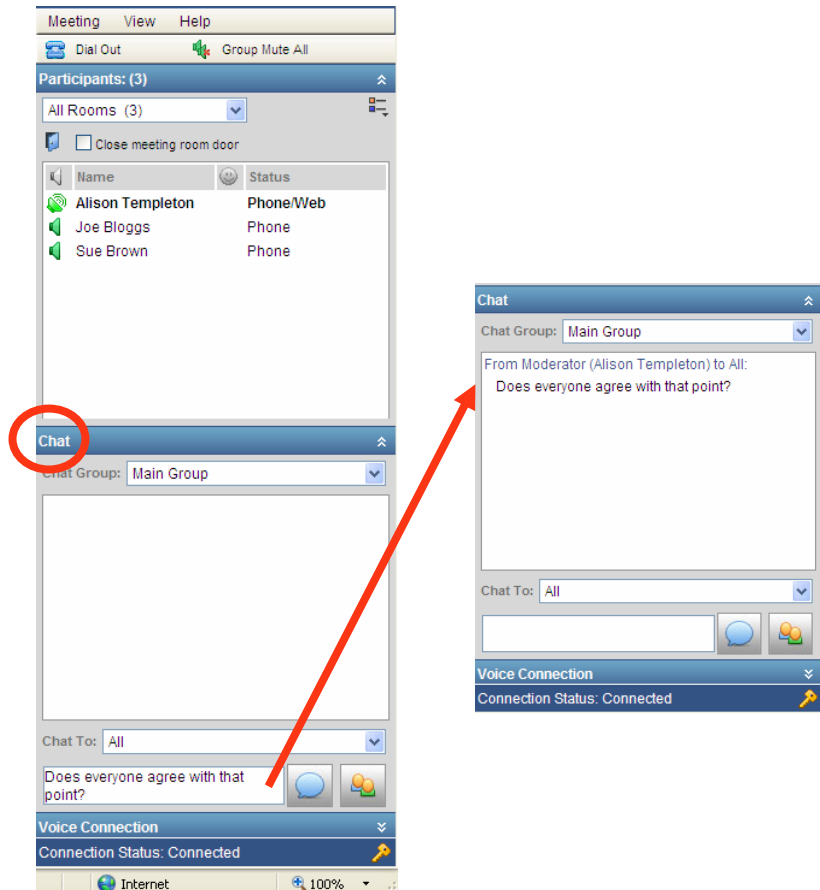 Meeting View Help
Dial Out Group Mute All
Participants: (3)
All Rooms (3)
Close meeting room door
Name Status
Alison Templeton Phone/Web
Joe Bloggs Phone
Sue Brown Phone
Chat
Chat Group: Main Group
Chat To: All
Does everyone agree with that
point?
Voice Connection
Connection Status: Connected
Internet 100%
Chat
Chat Group: Main Group
From Moderator (Alison Templeton) to All:
Does everyone agree with that point?
Chat To: All
Voice Connection
Connection Status: Connected